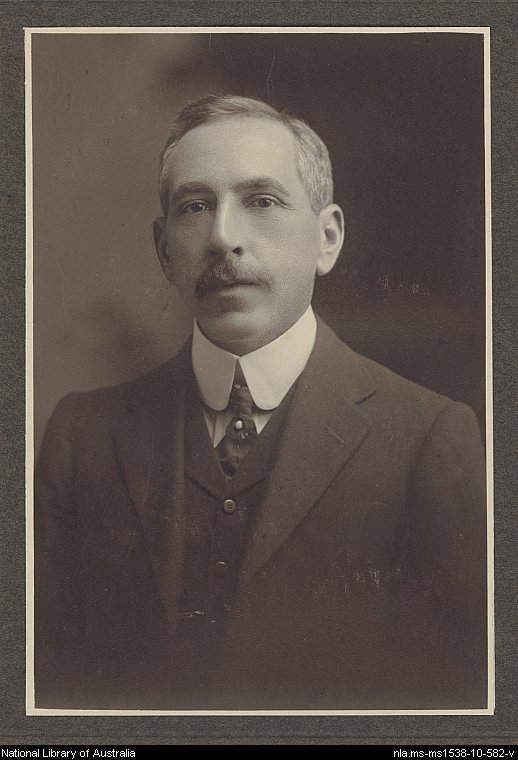 National Library of Australia
nla.ms-ms1538-10-582-v